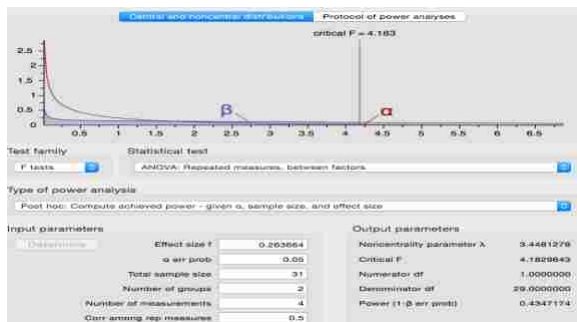 Central and noncentral distributions Protocol of power analyses
critical F = 4.183
2.5
2
1.5
1
0.5
0
β α
0.5 1 1.5 2 2.5 3 3.5 4 4.5 5 5.5 6 6.5
Test family Statistical test
F tests ANOVA: Repeated measures, between factors
Type of power analysis
Post hoc: Compute achieved power - given α, sample size, and effect size
Input parameters Output parameters
Determine Effect size f 0.263664 Noncentrality parameter λ 3.4481276
α err prob 0.05 Critical F 4.1829643
Total sample size 31 Numerator df 1.0000000
Number of groups 2 Denominator df 29.0000000
Number of measurements 4 Power (1-β err prob) 0.4347174
Corr among rep measures 0.5